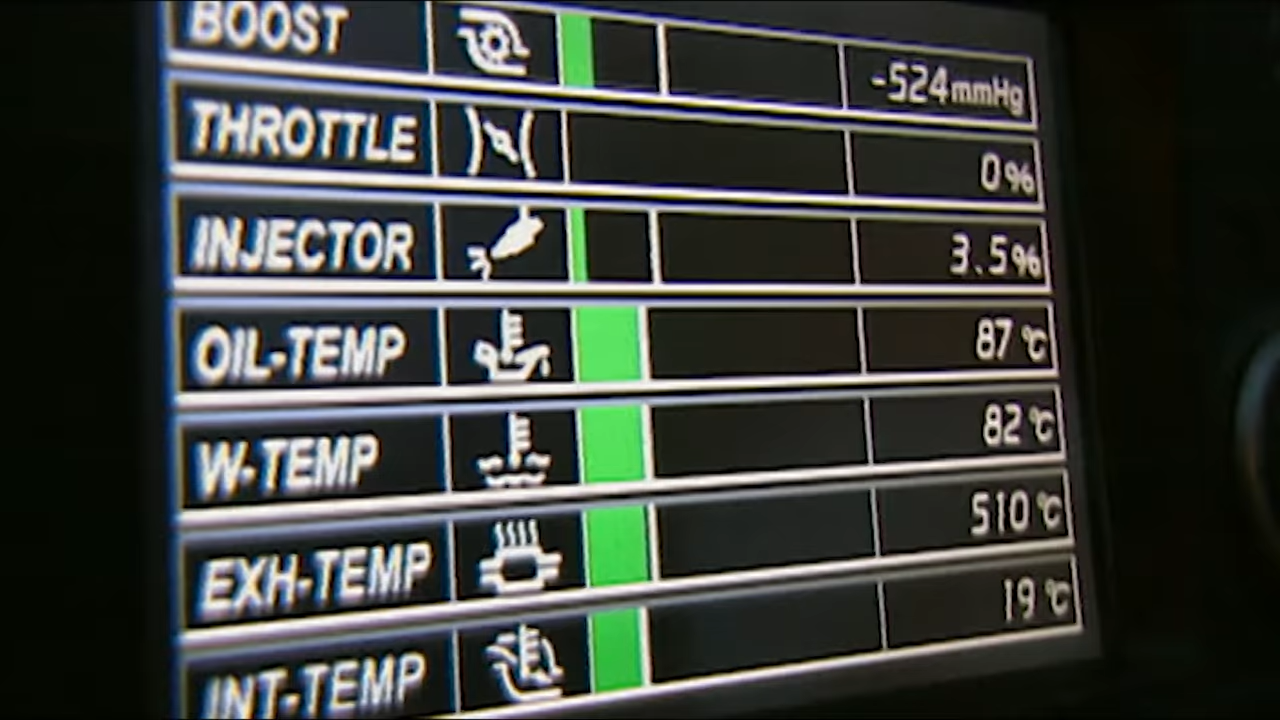 BOOST -524mmHg
THROTTLE 0%
INJECTOR 3.5%
OIL-TEMP 87 ℃
W-TEMP 82 ℃
EXH-TEMP 510 ℃
INT-TEMP 19 ℃